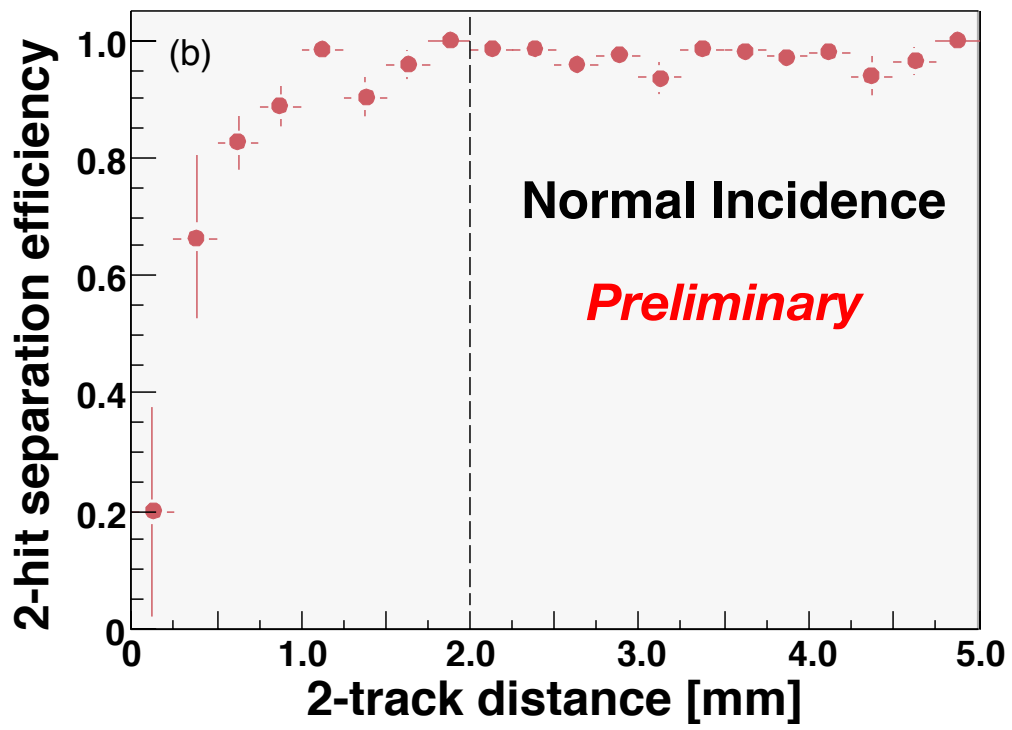 (b)
2-hit separation efficiency
1.0
0.8
0.6
0.4
0.2
0
Normal Incidence
Preliminary
0 1.0 2.0 3.0 4.0 5.0
2-track distance [mm]